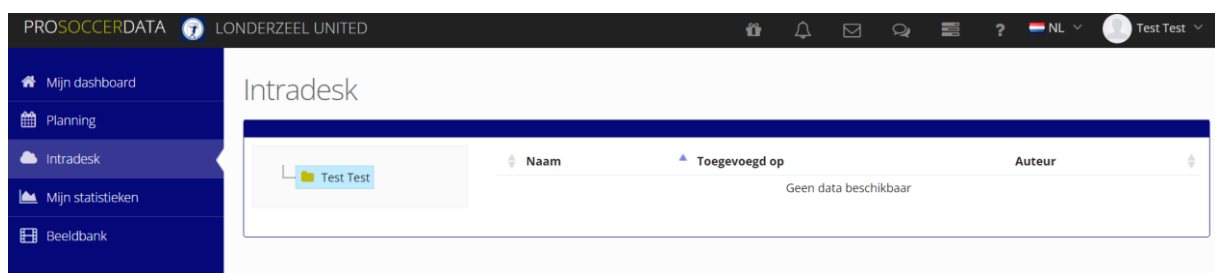 PROSOCCERDATA LONDERZEEL UNITED ? NL Test Test
Mijn dashboard
Planning
Intradesk
Mijn statistieken
Beeldbank
Intradesk
Test Test
Naam Toegevoegd op Auteur
Geen data beschikbaar